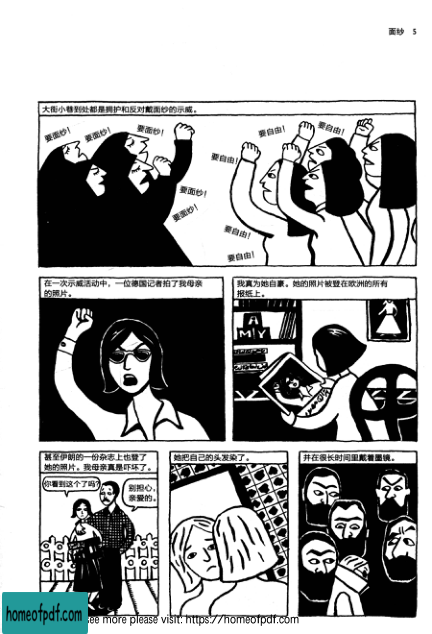 面纱 5
大街小巷到处都是拥护和反对戴面纱的示威。
要面纱!
要面纱!
要面纱!
要面纱!
要面纱!
要自由!
要自由!
要自由!
要自由!
要自由!
在一次示威活动中，一位德国记者拍了我母亲
的照片。
我真为她自豪。她的照片被登在欧洲的所有
报纸上。
A
M Y
甚至伊朗的一份杂志上也登了
她的照片。我母亲真是吓坏了。
你看到这个了吗?
别担心，
亲爱的。
她把自己的头发染了。
并在很长时间里戴着墨镜。
homeofpdf.com
see more please visit: https://homeofpdf.com